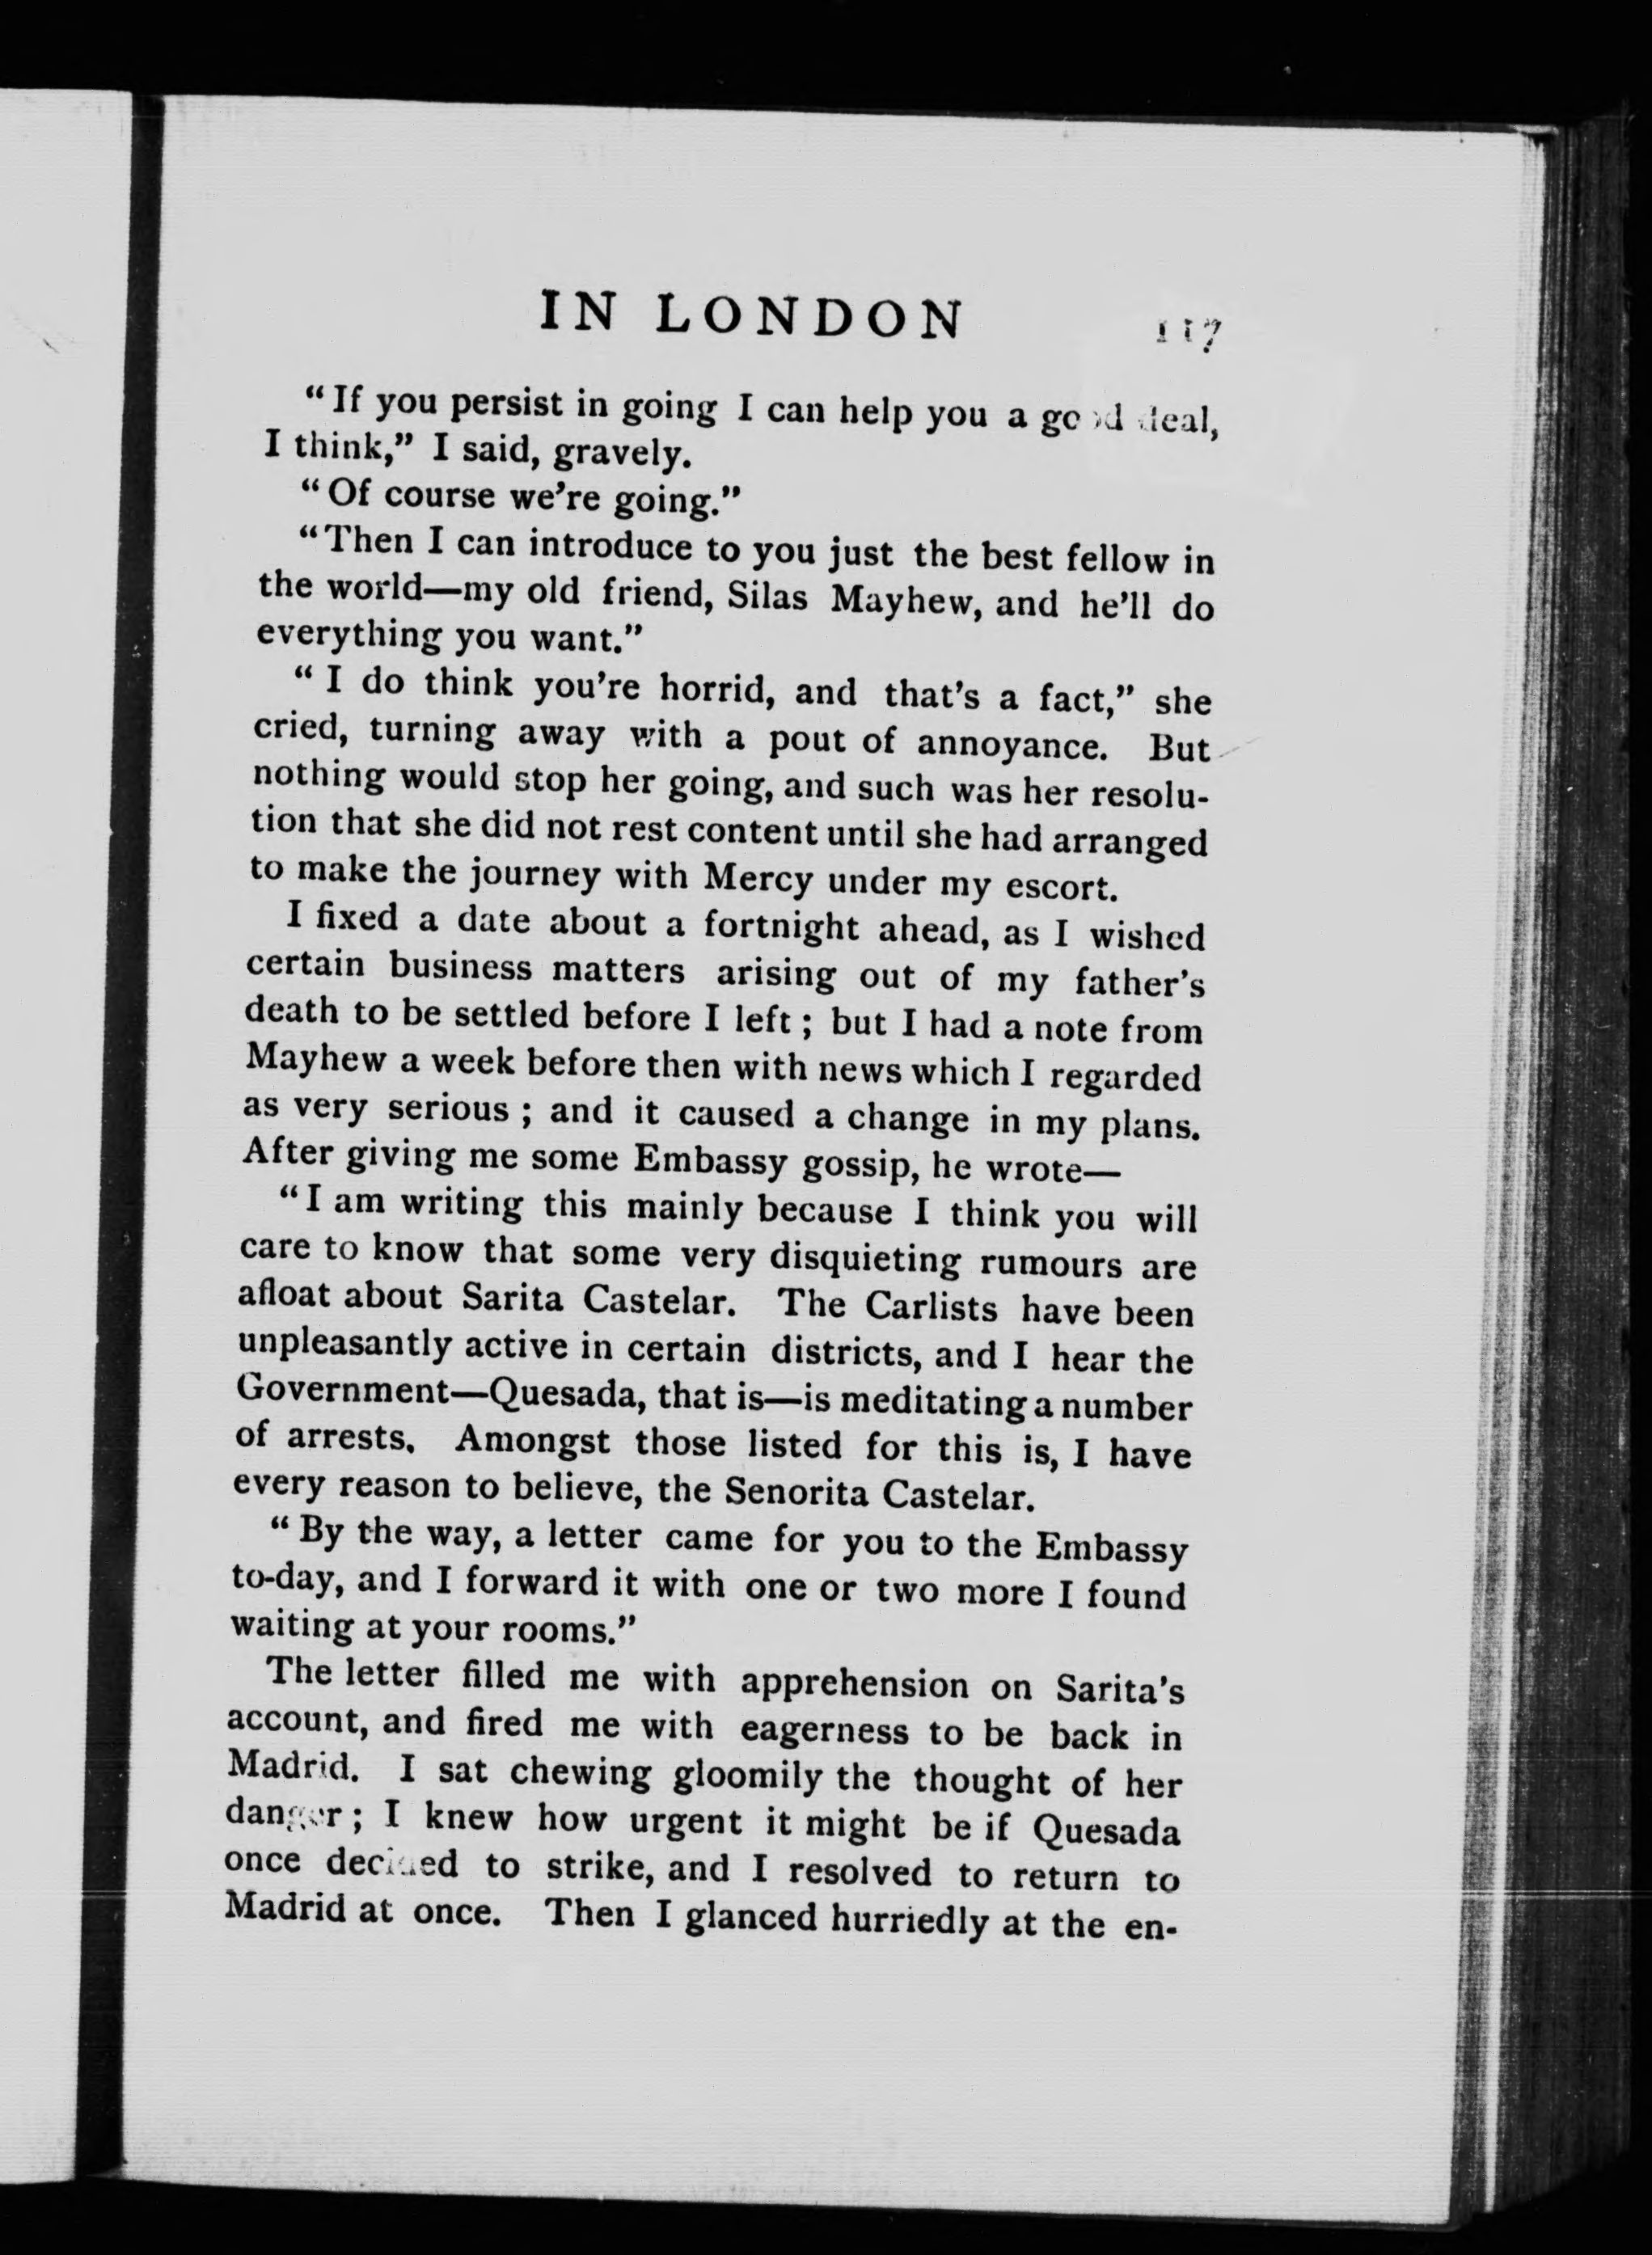 IN LONDON 117
“If you persist in going I can help you a good deal,
I think,” I said, gravely.
“Of course we’re going.”
“Then I can introduce to you just the best fellow in
the world—my old friend, Silas Mayhew, and he’ll do
everything you want.”
“I do think you’re horrid, and that’s a fact,” she
cried, turning away with a pout of annoyance. But
nothing would stop her going, and such was her resolu-
tion that she did not rest content until she had arranged
to make the journey with Mercy under my escort.
I fixed a date about a fortnight ahead, as I wished
certain business matters arising out of my father’s
death to be settled before I left; but I had a note from
Mayhew a week before then with news which I regarded
as very serious; and it caused a change in my plans.
After giving me some Embassy gossip, he wrote—
“I am writing this mainly because I think you will
care to know that some very disquieting rumours are
afloat about Sarita Castelar. The Carlists have been
unpleasantly active in certain districts, and I hear the
Government—Quesada, that is—is meditating a number
of arrests. Amongst those listed for this is, I have
every reason to believe, the Senorita Castelar.
“By the way, a letter came for you to the Embassy
to-day, and I forward it with one or two more I found
waiting at your rooms.”
The letter filled me with apprehension on Sarita’s
account, and fired me with eagerness to be back in
Madrid. I sat chewing gloomily the thought of her
danger; I knew how urgent it might be if Quesada
once decided to strike, and I resolved to return to
Madrid at once. Then I glanced hurriedly at the en-